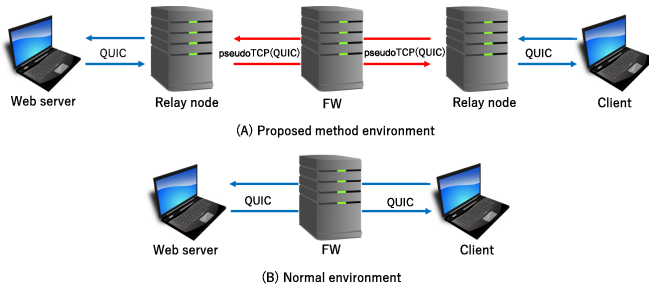 QUIC
pseudoTCP(QUIC)
pseudoTCP(QUIC)
QUIC
Web server
Relay node
FW
Relay node
Client
(A) Proposed method environment
QUIC
QUIC
Web server
FW
Client
(B) Normal environment